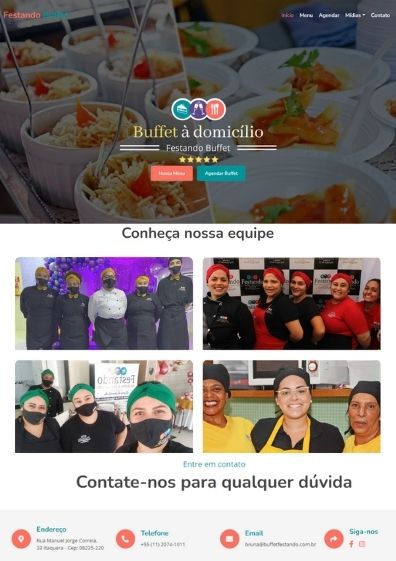 Festando Buffet
Início Menu Agendar Mídias Contato
Buffet à domicílio
Festando Buffet
Nosso Menu Agendar Buffet
Conheça nossa equipe
Festando
Festando
Entre em contato
Contate-nos para qualquer dúvida
Endereço
Rua Manuel Jorge Correia,
33 Itaquera - Cep: 08225-220
Telefone
+55 (11) 2074-1011
Email
bruna@buffetfestando.com.br
Siga-nos